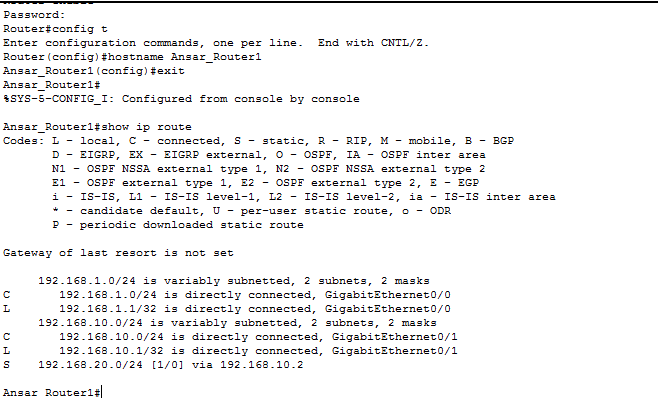 Password:
Router#config t
Enter configuration commands, one per line.  End with CNTL/Z.
Router(config)#hostname Ansar_Router1
Ansar_Router1(config)#exit
Ansar_Router1#
%SYS-5-CONFIG_I: Configured from console by console
Ansar_Router1#show ip route
Codes: L - local, C - connected, S - static, R - RIP, M - mobile, B - BGP
D - EIGRP, EX - EIGRP external, O - OSPF, IA - OSPF inter area
N1 - OSPF NSSA external type 1, N2 - OSPF NSSA external type 2
E1 - OSPF external type 1, E2 - OSPF external type 2, E - EGP
i - IS-IS, L1 - IS-IS level-1, L2 - IS-IS level-2, ia - IS-IS inter area
* - candidate default, U - per-user static route, o - ODR
P - periodic downloaded static route
Gateway of last resort is not set
192.168.1.0/24 is variably subnetted, 2 subnets, 2 masks
C 192.168.1.0/24 is directly connected, GigabitEthernet0/0
L 192.168.1.1/32 is directly connected, GigabitEthernet0/0
192.168.10.0/24 is variably subnetted, 2 subnets, 2 masks
C 192.168.10.0/24 is directly connected, GigabitEthernet0/1
L 192.168.10.1/32 is directly connected, GigabitEthernet0/1
S 192.168.20.0/24 [1/0] via 192.168.10.2
Ansar_Router1#